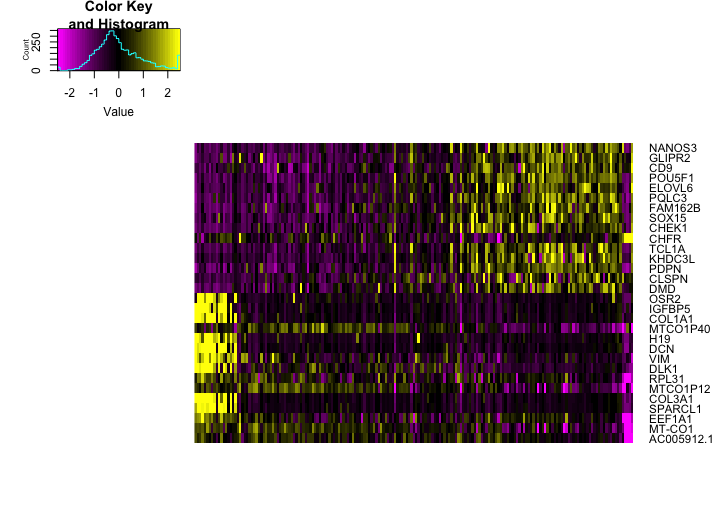 Color Key
and Histogram
Count
0
250
-2 -1 0 1 2
Value
NANOS3
GLIPR2
CD9
POU5F1
ELOVL6
PQLC3
FAM162B
SOX15
CHEK1
CHFR
TCL1A
KHDC3L
PDPN
CLSPN
DMD
OSR2
IGFBP5
COL1A1
MTCO1P40
H19
DCN
VIM
DLK1
RPL31
MTCO1P12
COL3A1
SPARCL1
EEF1A1
MT-CO1
AC005912.1